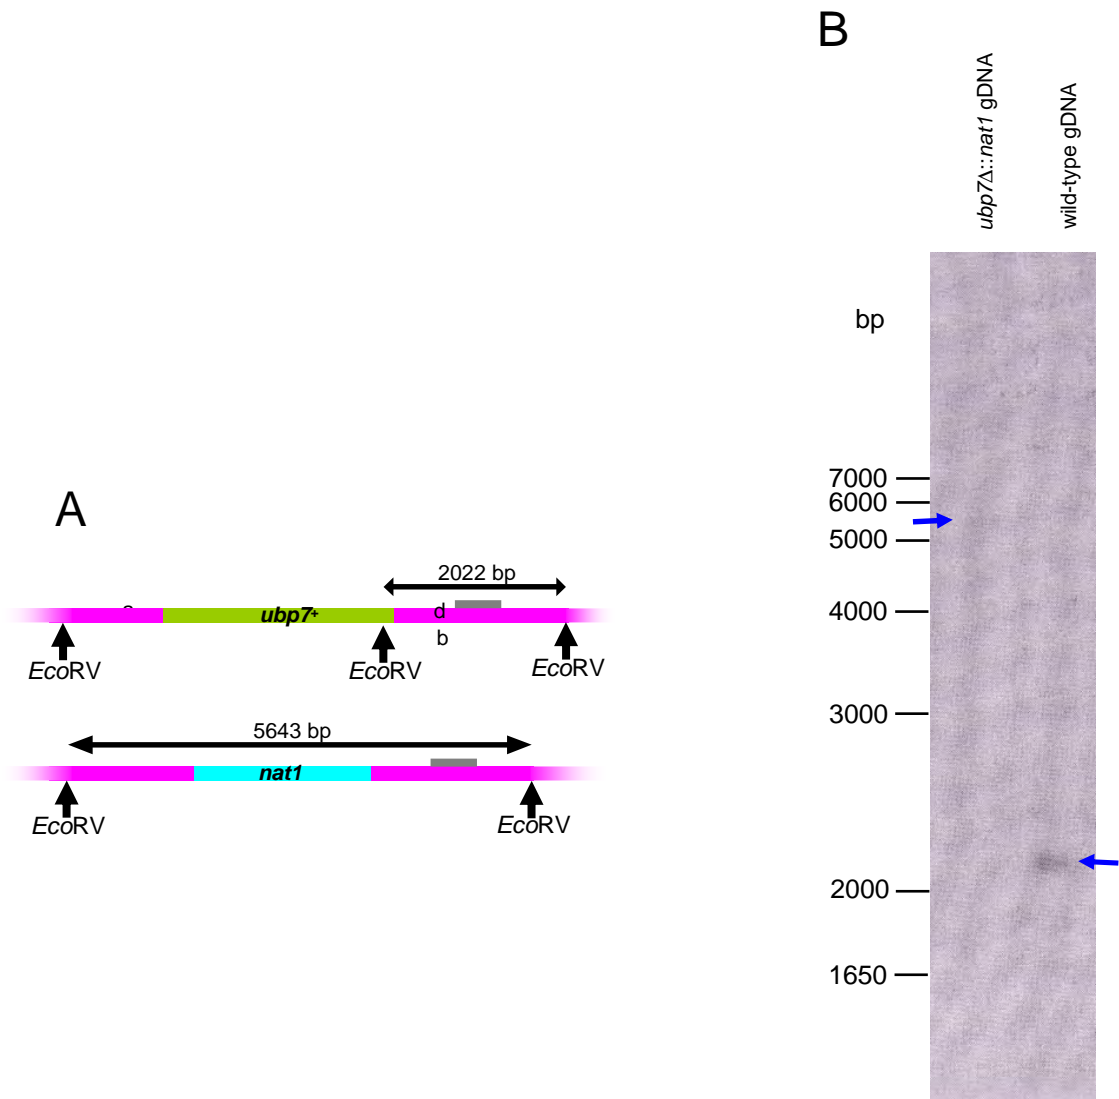 B
ubp7Δ::nat1 gDNA
wild-type gDNA
bp
7000
6000
5000
4000
3000
2000
1650
A
2022 bp
ubp7+
d
b
EcoRV
EcoRV
EcoRV
5643 bp
nat1
EcoRV
EcoRV